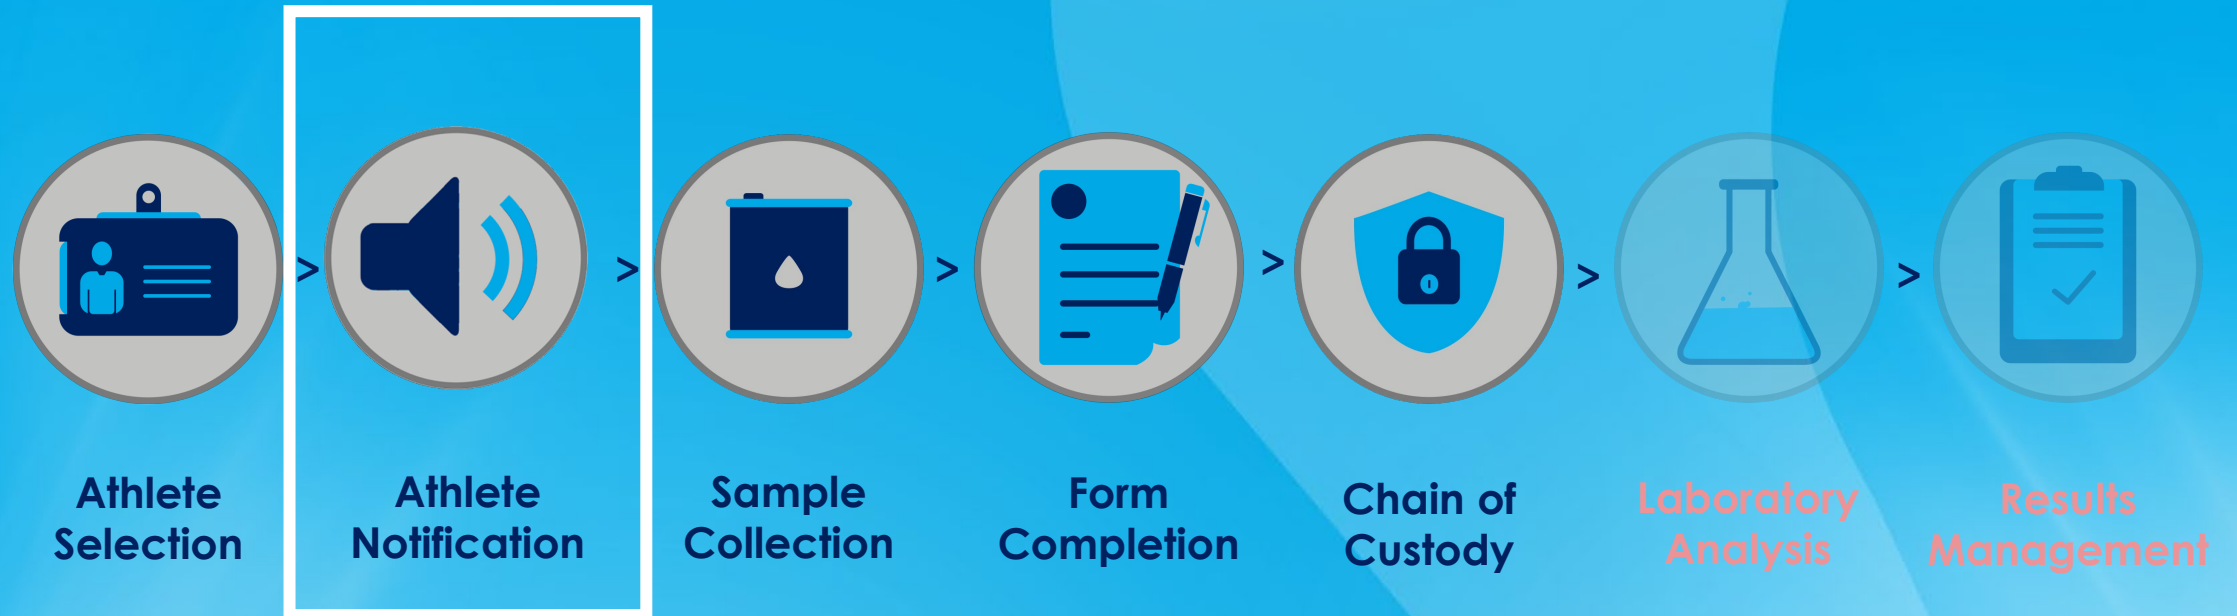 Athlete
Selection
>
Athlete
Notification
>
Sample
Collection
>
Form
Completion
>
Chain of
Custody
>
Laboratory
Analysis
>
Results
Management